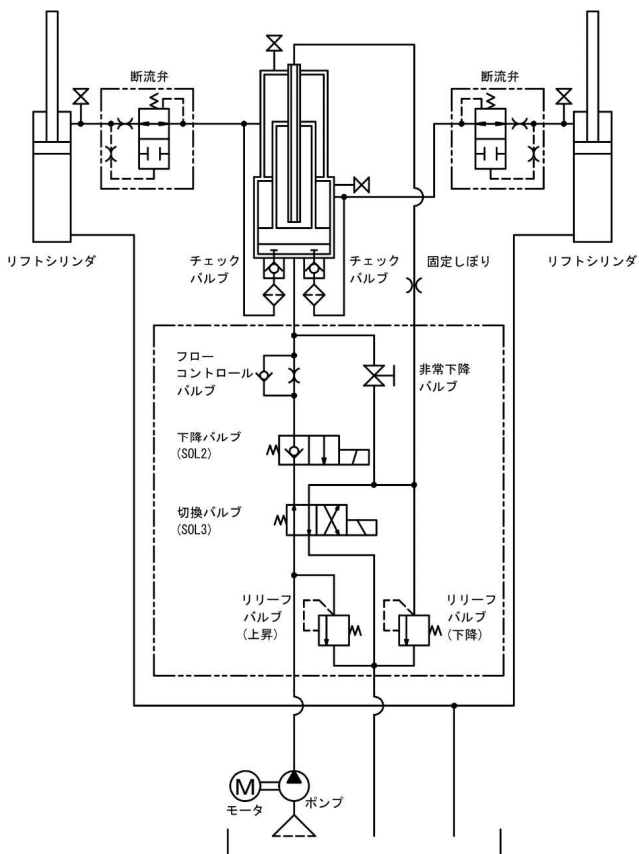 断流弁
断流弁
リフトシリンダ
チェック
バルブ
チェック
バルブ
固定しぼり
リフトシリンダ
フロー
コントロール
バルブ
非常下降
バルブ
下降バルブ
(SOL2)
切換バルブ
(SOL3)
リリーフ
バルブ
(上昇)
リリーフ
バルブ
(下降)
M
モータ
ポンプ